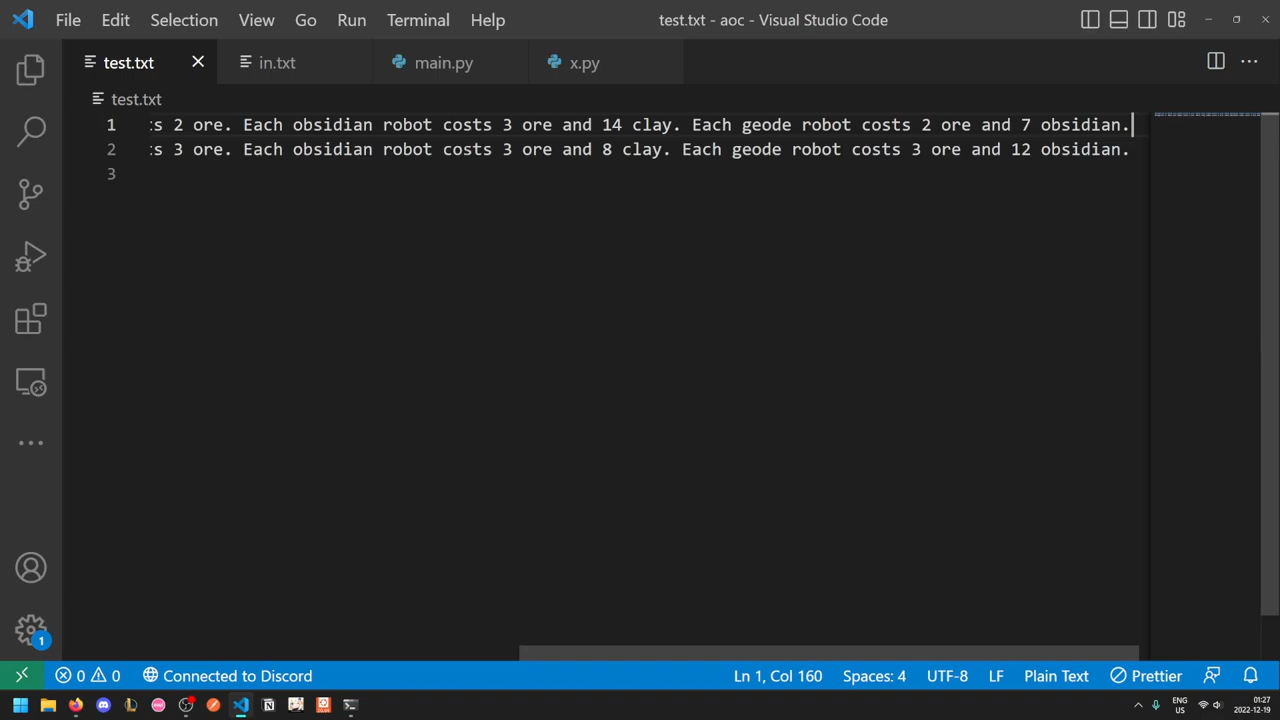 File Edit Selection View Go Run Terminal Help test.txt - aoc - Visual Studio Code
test.txt in.txt main.py x.py
test.txt
1 ts 2 ore. Each obsidian robot costs 3 ore and 14 clay. Each geode robot costs 2 ore and 7 obsidian.
2 ts 3 ore. Each obsidian robot costs 3 ore and 8 clay. Each geode robot costs 3 ore and 12 obsidian.
3
1
0 0 Connected to Discord Ln 1, Col 160 Spaces: 4 UTF-8 LF Plain Text Prettier
ENG 01:27
US 2022-12-19